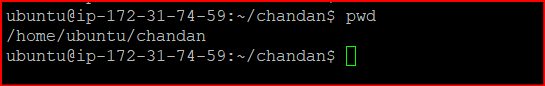 ubuntu@ip-172-31-74-59:~/chandan$ pwd
/home/ubuntu/chandan
ubuntu@ip-172-31-74-59:~/chandan$